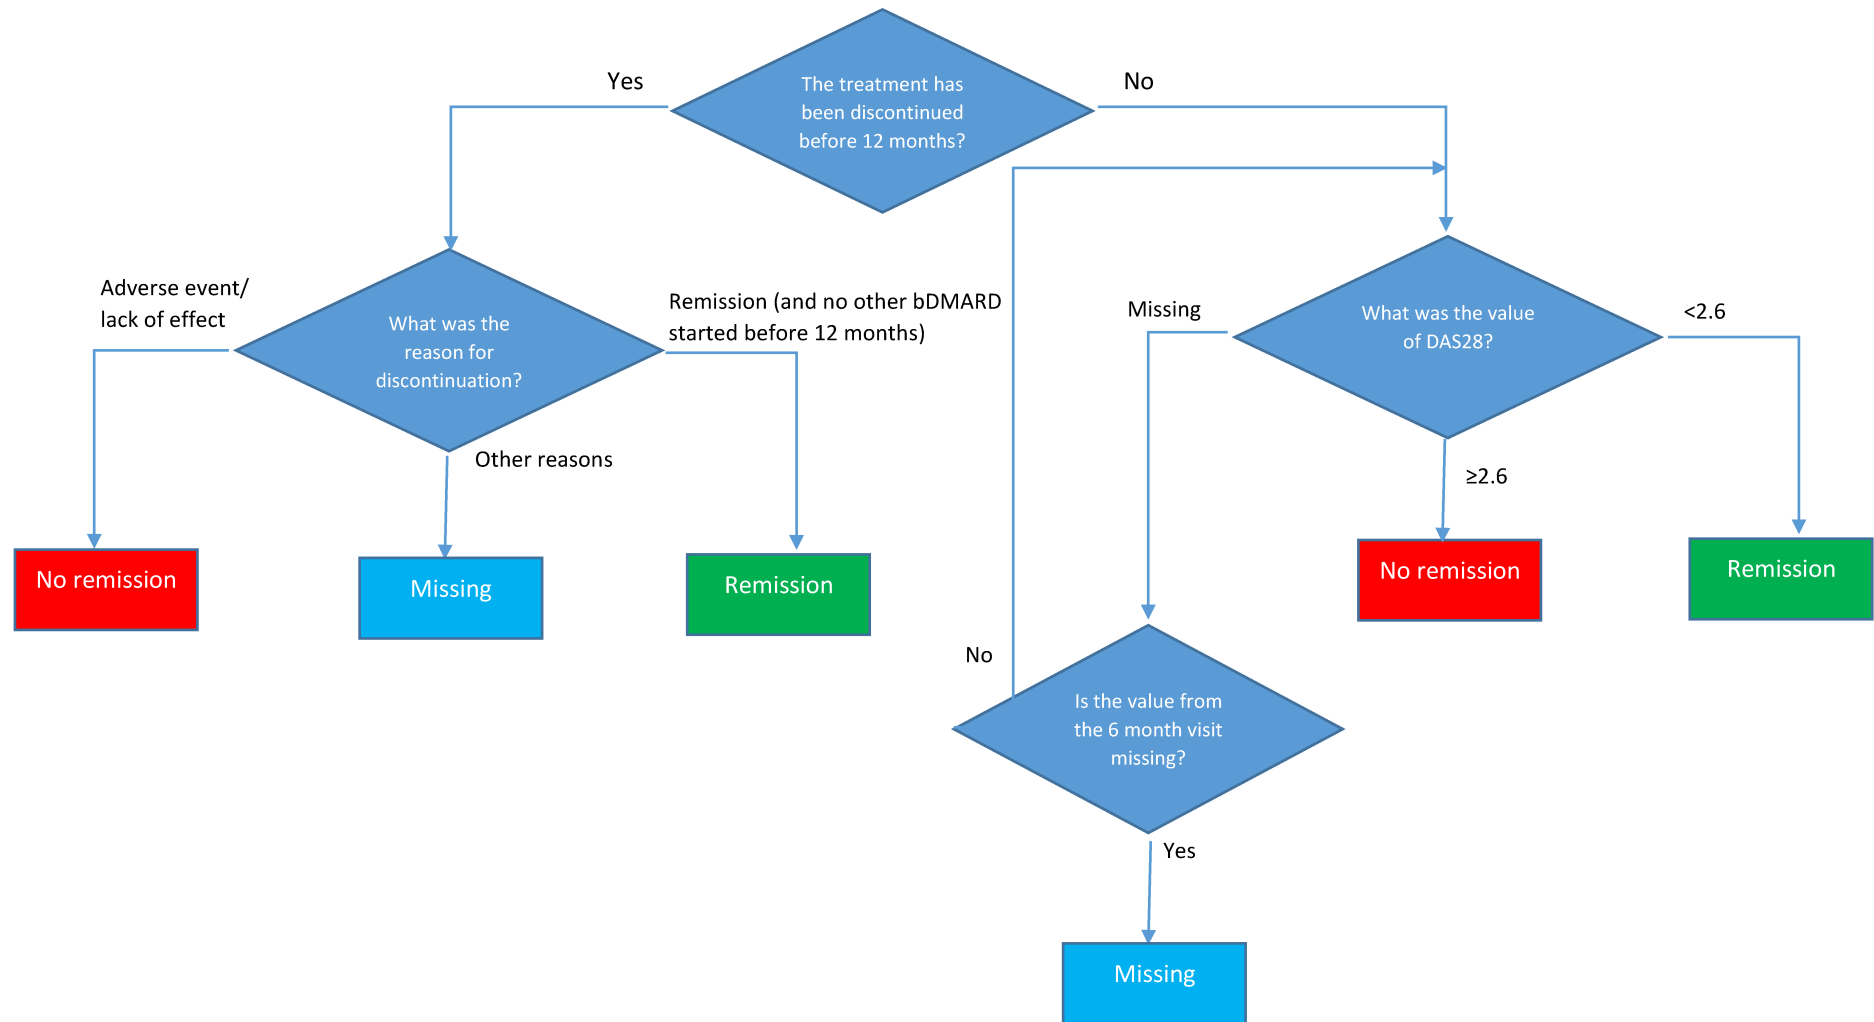 Yes
The treatment has
been discontinued
before 12 months?
No
Adverse event/
lack of effect
What was the
reason for
discontinuation?
Remission (and no other bDMARD
started before 12 months)
Missing
What was the value
of DAS28?
<2.6
Other reasons
≥2.6
No remission
Missing
Remission
No remission
Remission
No
Is the value from
the 6 month visit
missing?
Yes
Missing